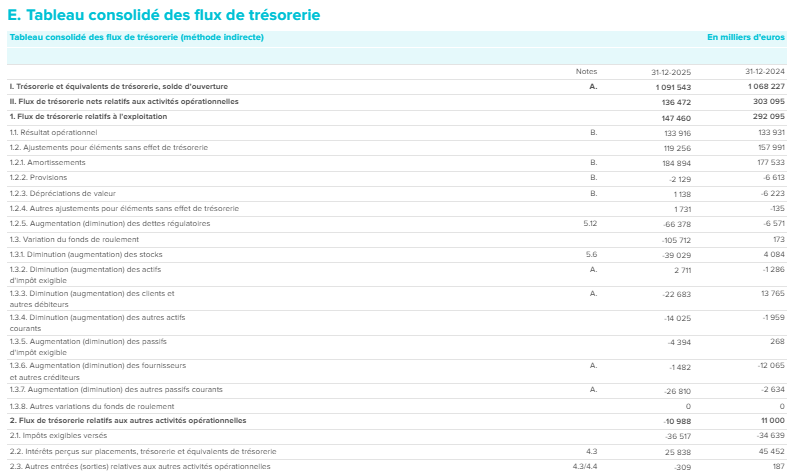 E. Tableau consolidé des flux de trésorerie
Tableau consolidé des flux de trésorerie (méthode indirecte) En milliers d'euros
Notes 31-12-2025 31-12-2024
I. Trésorerie et équivalents de trésorerie, solde d'ouverture A. 1 091 543 1 068 227
II. Flux de trésorerie nets relatifs aux activités opérationnelles 136 472 303 095
1. Flux de trésorerie relatifs à l'exploitation 147 460 292 095
1.1. Résultat opérationnel B. 133 916 133 931
1.2. Ajustements pour éléments sans effet de trésorerie 119 256 157 991
1.2.1. Amortissements B. 184 894 177 533
1.2.2. Provisions B. -2 129 -6 613
1.2.3. Dépréciations de valeur B. 1 138 -6 223
1.2.4. Autres ajustements pour éléments sans effet de trésorerie 1 731 -135
1.2.5. Augmentation (diminution) des dettes régulatoires 5.12 -66 378 -6 571
1.3. Variation du fonds de roulement -105 712 173
1.3.1. Diminution (augmentation) des stocks 5.6 -39 029 4 084
1.3.2. Diminution (augmentation) des actifs
d'impôt exigible A. 2 711 -1 286
1.3.3. Diminution (augmentation) des clients et
autres débiteurs A. -22 683 13 765
1.3.4. Diminution (augmentation) des autres actifs
courants -14 025 -1 959
1.3.5. Augmentation (diminution) des passifs
d'impôt exigible -4 394 268
1.3.6. Augmentation (diminution) des fournisseurs
et autres créditeurs A. -1 482 -12 065
1.3.7. Augmentation (diminution) des autres passifs courants A. -26 810 -2 634
1.3.8. Autres variations du fonds de roulement 0 0
2. Flux de trésorerie relatifs aux autres activités opérationnelles -10 988 11 000
2.1. Impôts exigibles versés -36 517 -34 639
2.2. Intérêts perçus sur placements, trésorerie et équivalents de trésorerie 4.3 25 838 45 452
2.3. Autres entrées (sorties) relatives aux autres activités opérationnelles 4.3/4.4 -309 187